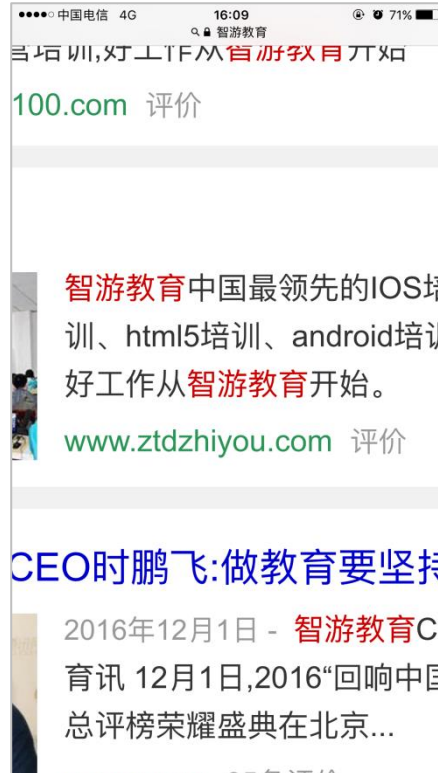 中国电信 4G 16:09 71%
智游教育
营培训,好工作从智游教育开始
100.com 评价
智游教育中国最领先的IOS培
训、html5培训、android培训
好工作从智游教育开始。
www.ztdzhiyou.com 评价
CEO时鹏飞:做教育要坚持
2016年12月1日 - 智游教育C
育讯 12月1日,2016“回响中国
总评榜荣耀盛典在北京...